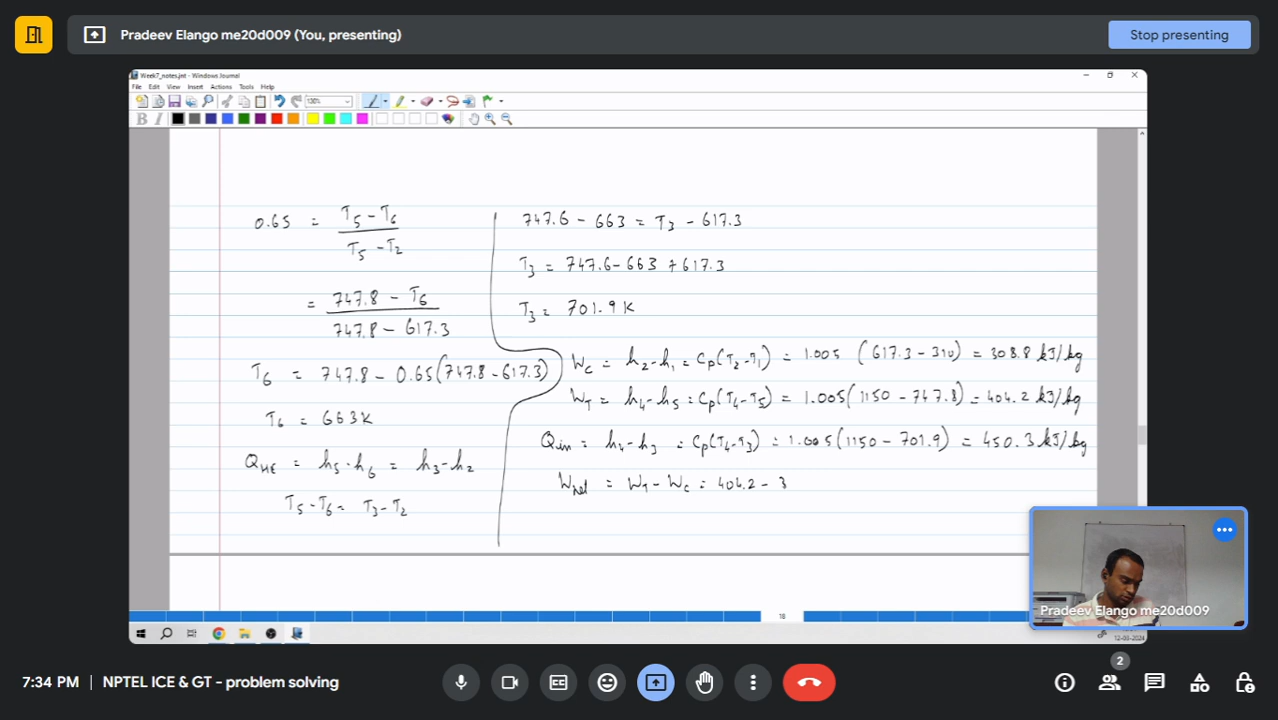 Pradeev Elango me20d009 (You, presenting)
Stop presenting
Week7_notes.jnt - Windows Journal
File Edit View Insert Actions Tools Help
100%
B I
0.65 = T5 - T6 / T5 - T2
= 747.8 - T6 / 747.8 - 617.3
T6 = 747.8 - 0.65(747.8 - 617.3)
T6 = 663K
QHE = h5 - h6 = h3 - h2
T5 - T6 = T3 - T2
747.6 - 663 = T3 - 617.3
T3 = 747.6 - 663 + 617.3
T3 = 701.9 K
WC = h2 - h1 = Cp(T2 - T1) = 1.005 (617.3 - 310) = 308.8 kJ/kg
WT = h4 - h5 = Cp(T4 - T5) = 1.005(1150 - 747.8) = 404.2 kJ/kg
Qin = h4 - h3 = Cp(T4 - T3) = 1.005(1150 - 701.9) = 450.3 kJ/kg
Wnet = WT - WC = 404.2 - 3
18
Pradeev Elango me20d009
12-08-2024
2
7:34 PM | NPTEL ICE & GT - problem solving